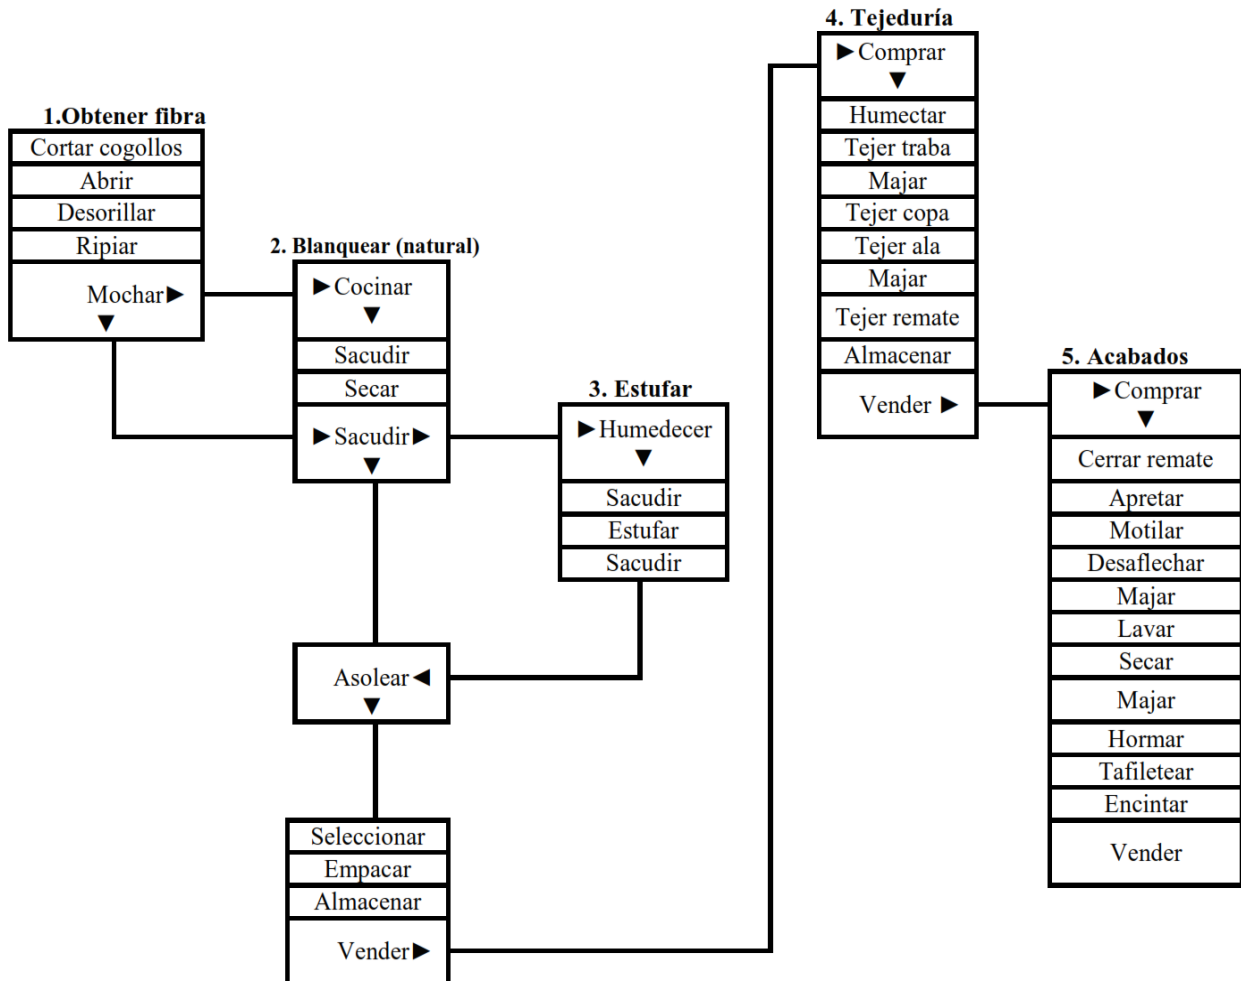 1.Obtener fibra
Cortar cogollos
Abrir
Desorillar
Ripiar
Mochar►
▼
2. Blanquear (natural)
►Cocinar
▼
Sacudir
Secar
►Sacudir►
▼
3. Estufar
►Humedecer
▼
Sacudir
Estufar
Sacudir
Asolear◄
▼
Seleccionar
Empacar
Almacenar
Vender►
4. Tejeduría
►Comprar
▼
Humectar
Tejer traba
Majar
Tejer copa
Tejer ala
Majar
Tejer remate
Almacenar
Vender ►
5. Acabados
►Comprar
▼
Cerrar remate
Apretar
Motilar
Desaflechar
Majar
Lavar
Secar
Majar
Hormar
Tafiletear
Encintar
Vender